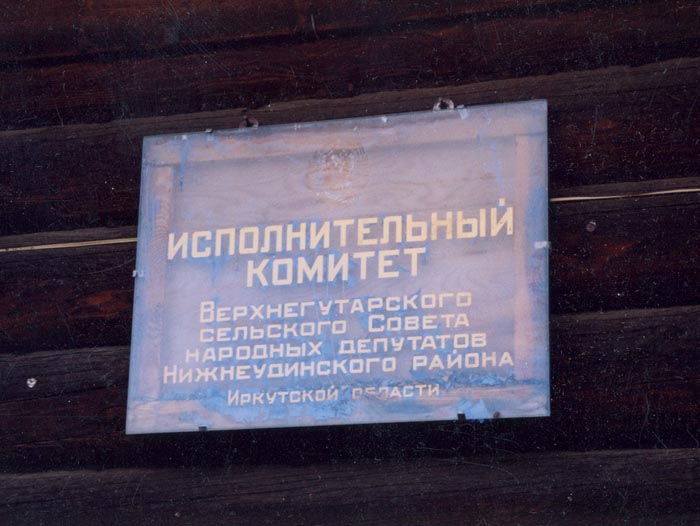 ИСПОЛНИТЕЛЬНЫЙ
КОМИТЕТ
ВЕРХНЕГУТАРСКОГО
СЕЛЬСКОГО СОВЕТА
НАРОДНЫХ ДЕПУТАТОВ
НИЖНЕУДИНСКОГО РАЙОНА
ИРКУТСКОЙ ОБЛАСТИ